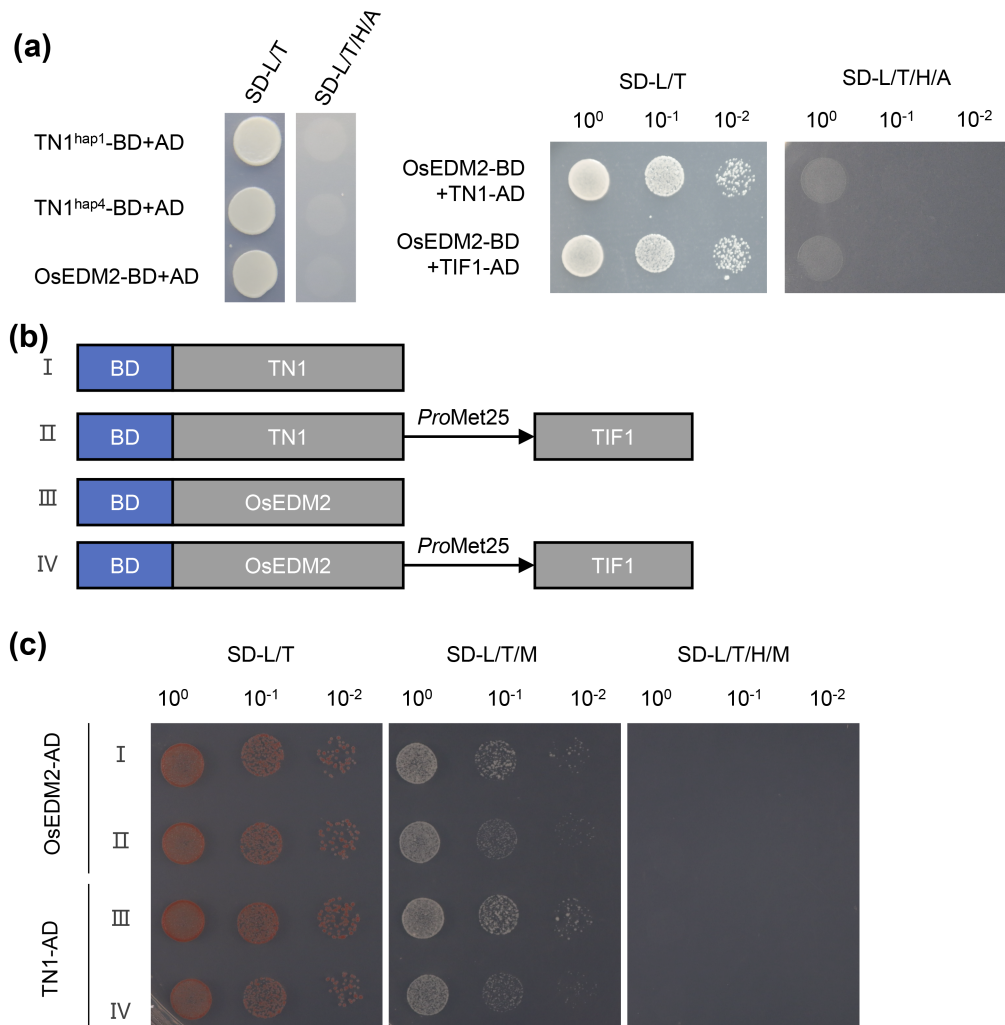 (a)
SD-L/T
SD-L/T/H/A
TN1hap1-BD+AD
TN1hap4-BD+AD
OsEDM2-BD+AD
SD-L/T
SD-L/T/H/A
10⁰ 10⁻¹ 10⁻² 10⁰ 10⁻¹ 10⁻²
OsEDM2-BD
+TN1-AD
OsEDM2-BD
+TIF1-AD
(b)
Ⅰ BD TN1
Ⅱ BD TN1 ProMet25 TIF1
Ⅲ BD OsEDM2
Ⅳ BD OsEDM2 ProMet25 TIF1
(c)
SD-L/T SD-L/T/M SD-L/T/H/M
10⁰ 10⁻¹ 10⁻² 10⁰ 10⁻¹ 10⁻² 10⁰ 10⁻¹ 10⁻²
OsEDM2-AD
Ⅰ
Ⅱ
TN1-AD
Ⅲ
Ⅳ